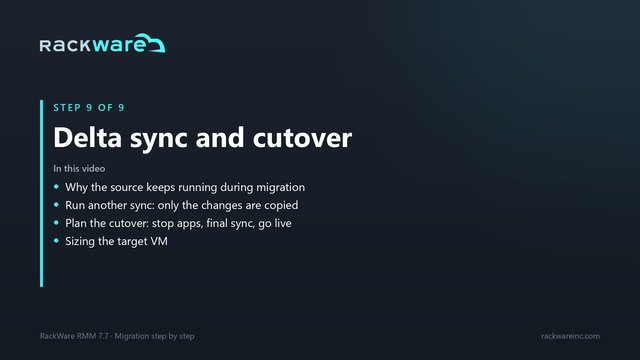 Rackware
STEP 9 OF 9
Delta sync and cutover
In this video
• Why the source keeps running during migration
• Run another sync: only the changes are copied
• Plan the cutover: stop apps, final sync, go live
• Sizing the target VM
RackWare RMM 7.7 · Migration step by step
rackwareinc.com